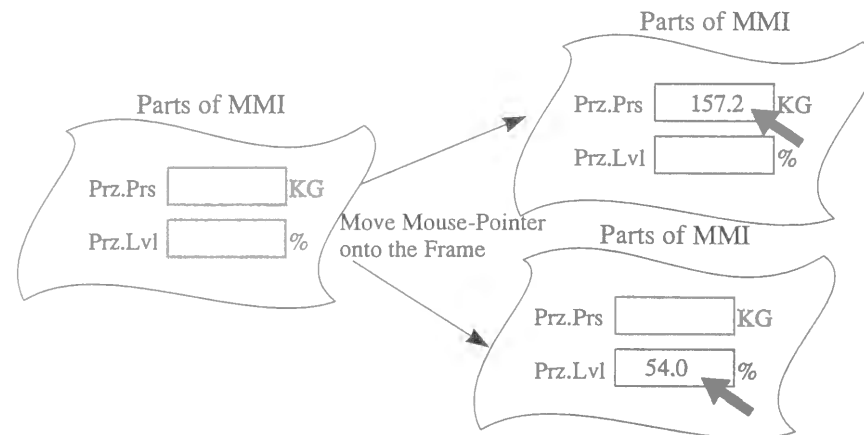 Parts of MMI
Prz.Prs KG
Prz.Lvl %
Move Mouse-Pointer
onto the Frame
Parts of MMI
Prz.Prs 157.2 KG
Prz.Lvl %
Parts of MMI
Prz.Prs KG
Prz.Lvl 54.0 %